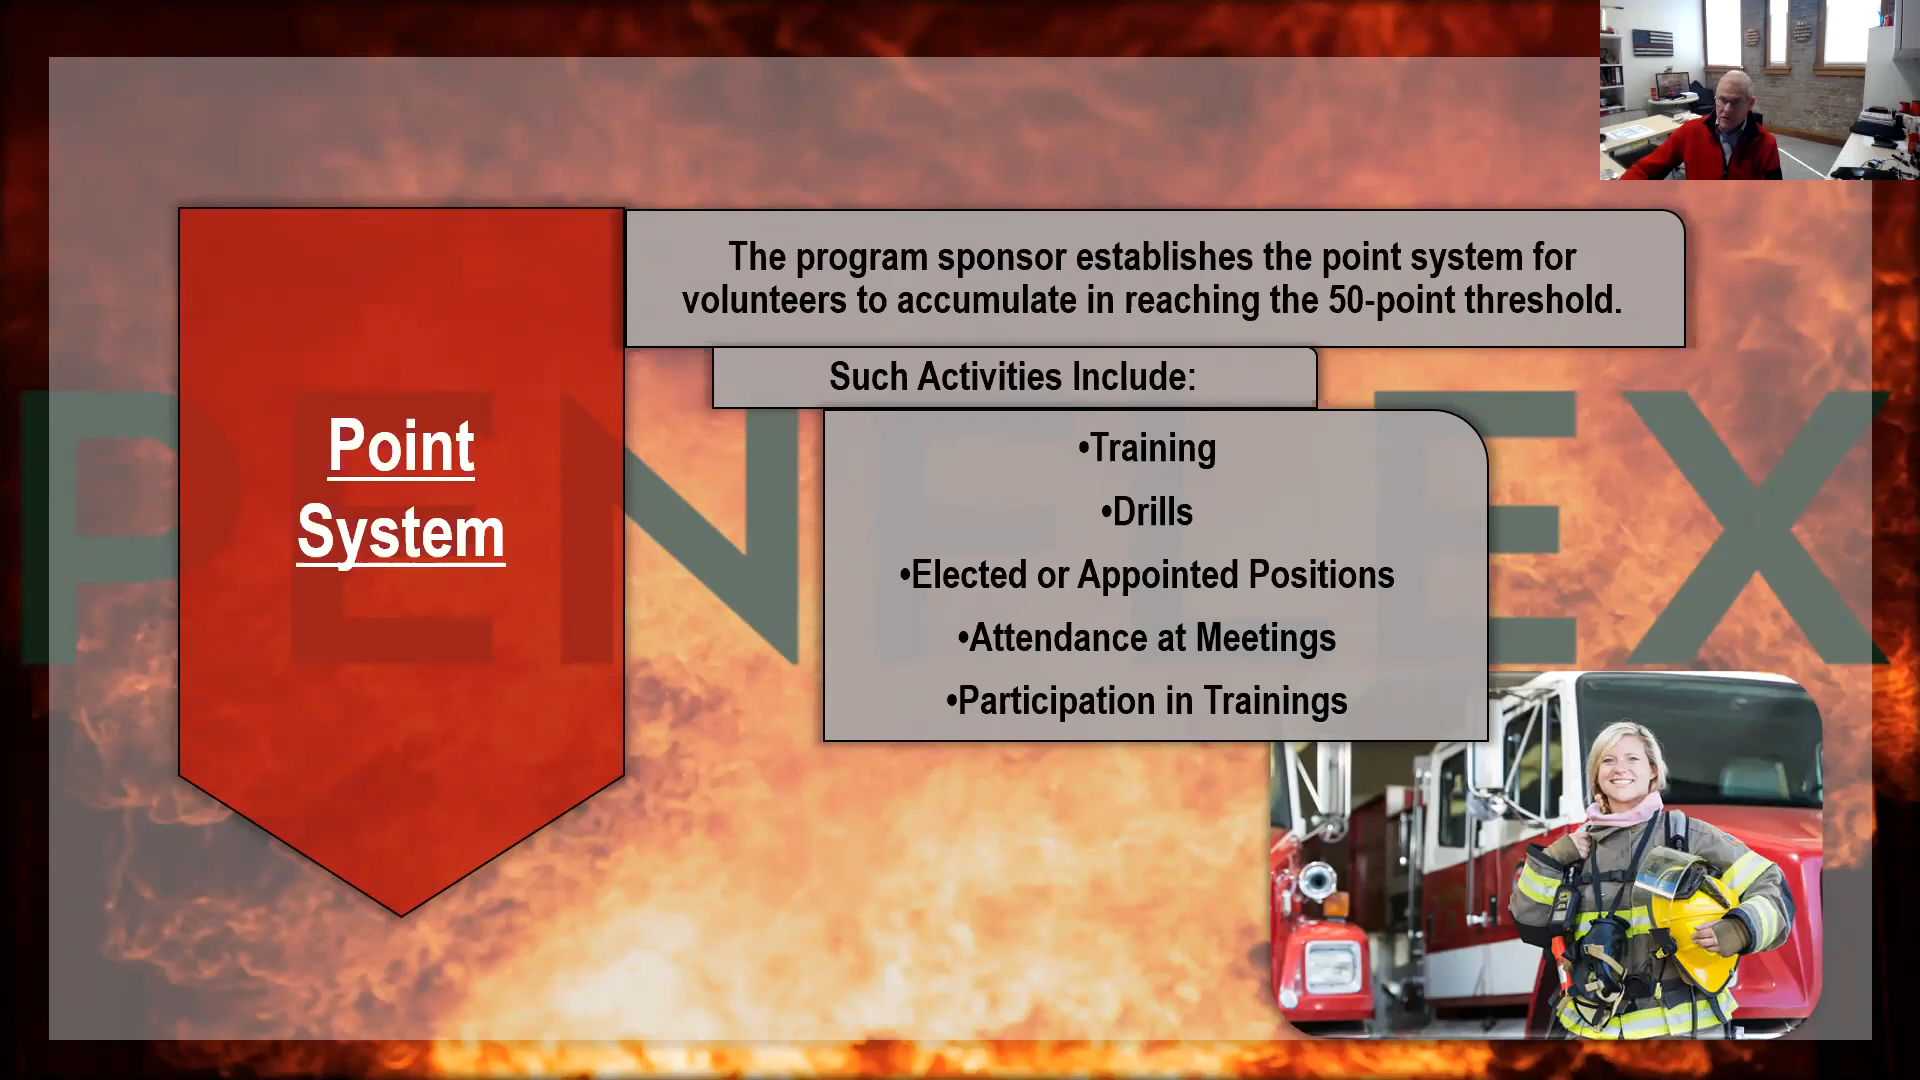 Point
System
The program sponsor establishes the point system for
volunteers to accumulate in reaching the 50-point threshold.
Such Activities Include:
•Training
•Drills
•Elected or Appointed Positions
•Attendance at Meetings
•Participation in Trainings
PENFLEX